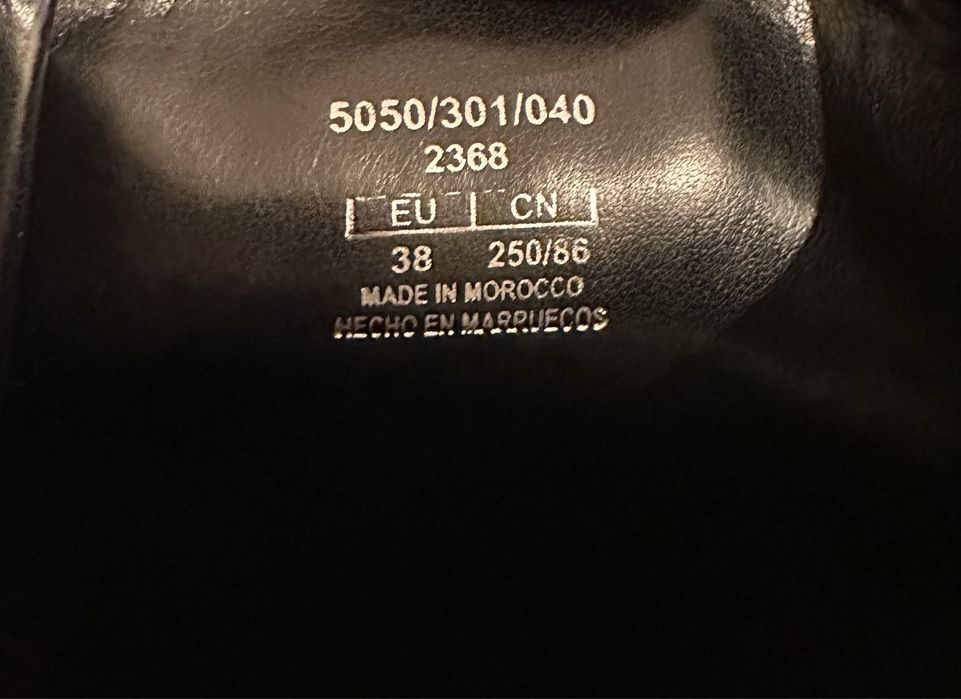 5050/301/040
2368
EU CN
38 250/86
MADE IN MOROCCO
HECHO EN MARRUECOS